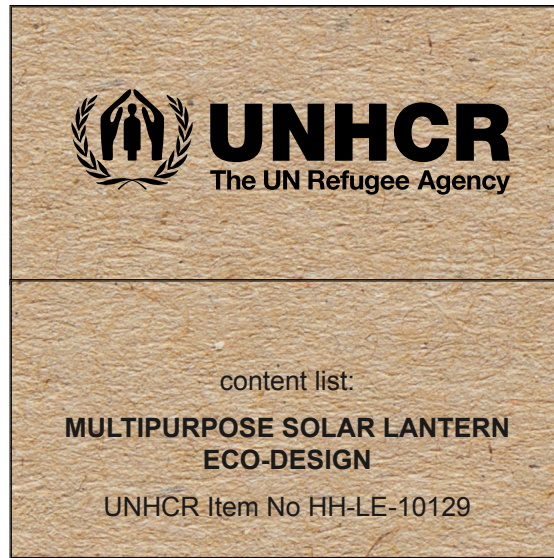 UNHCR
The UN Refugee Agency
content list:
MULTIPURPOSE SOLAR LANTERN
ECO-DESIGN
UNHCR Item No HH-LE-10129